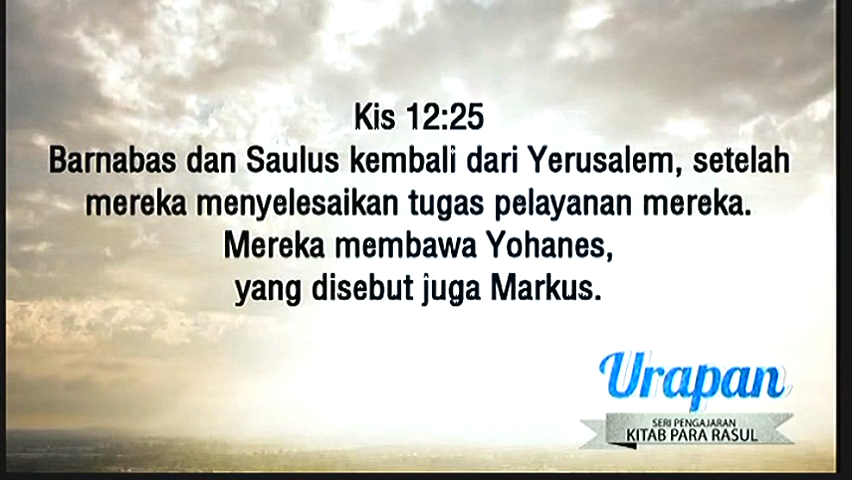 Kis 12:25
Barnabas dan Saulus kembali dari Yerusalem, setelah
mereka menyelesaikan tugas pelayanan mereka.
Mereka membawa Yohanes,
yang disebut juga Markus.
Urapan
SERI PENGAJARAN
KITAB PARA RASUL